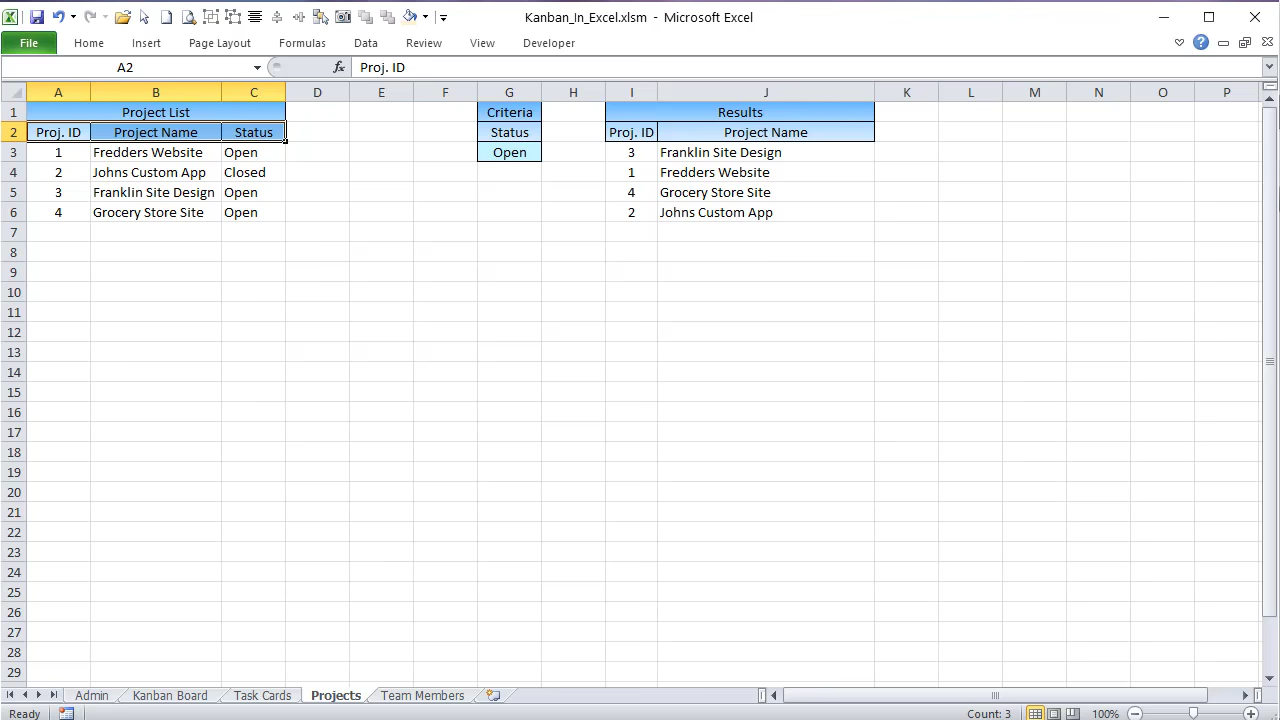 Kanban_In_Excel.xlsm - Microsoft Excel
File Home Insert Page Layout Formulas Data Review View Developer
A2 fx Proj. ID
A B C D E F G H I J K L M N O P
1 Project List Criteria Results
2 Proj. ID Project Name Status Status Proj. ID Project Name
3 1 Fredders Website Open Open 3 Franklin Site Design
4 2 Johns Custom App Closed 1 Fredders Website
5 3 Franklin Site Design Open 4 Grocery Store Site
6 4 Grocery Store Site Open 2 Johns Custom App
7
8
9
10
11
12
13
14
15
16
17
18
19
20
21
22
23
24
25
26
27
28
29
Admin Kanban Board Task Cards Projects Team Members
Ready Count: 3 100%